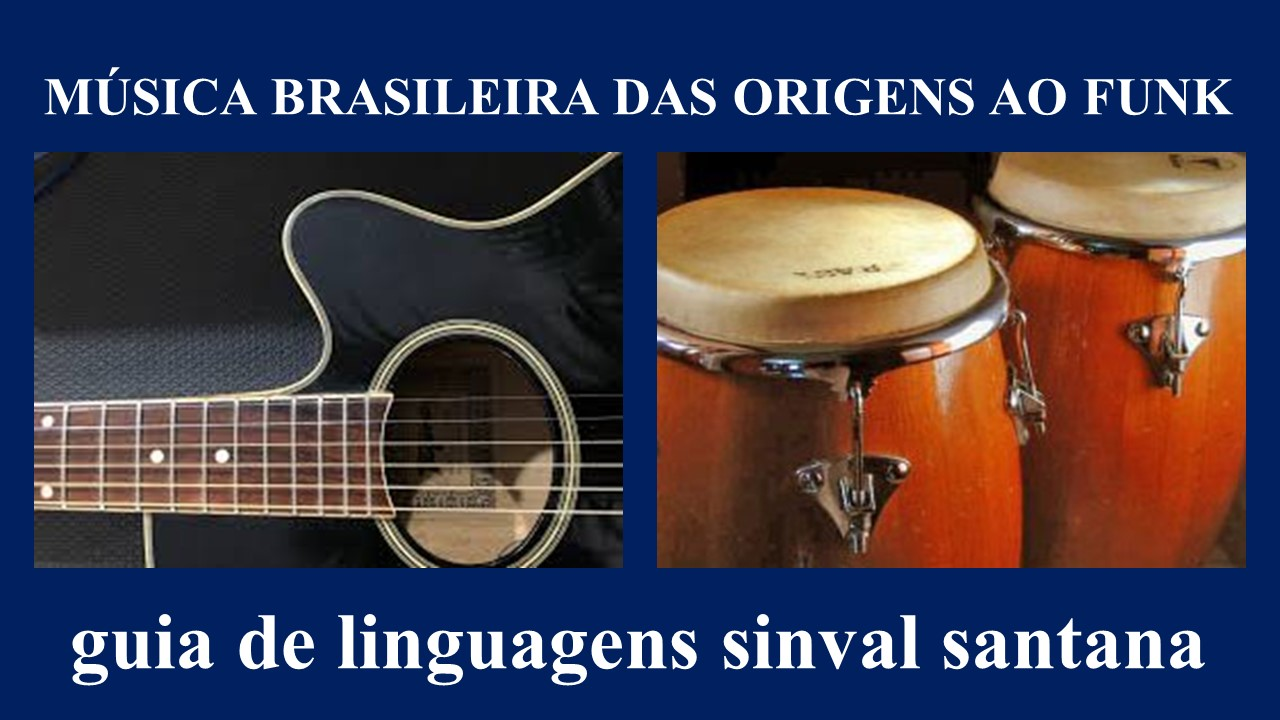 MÚSICA BRASILEIRA DAS ORIGENS AO FUNK
guia de linguagens sinval santana